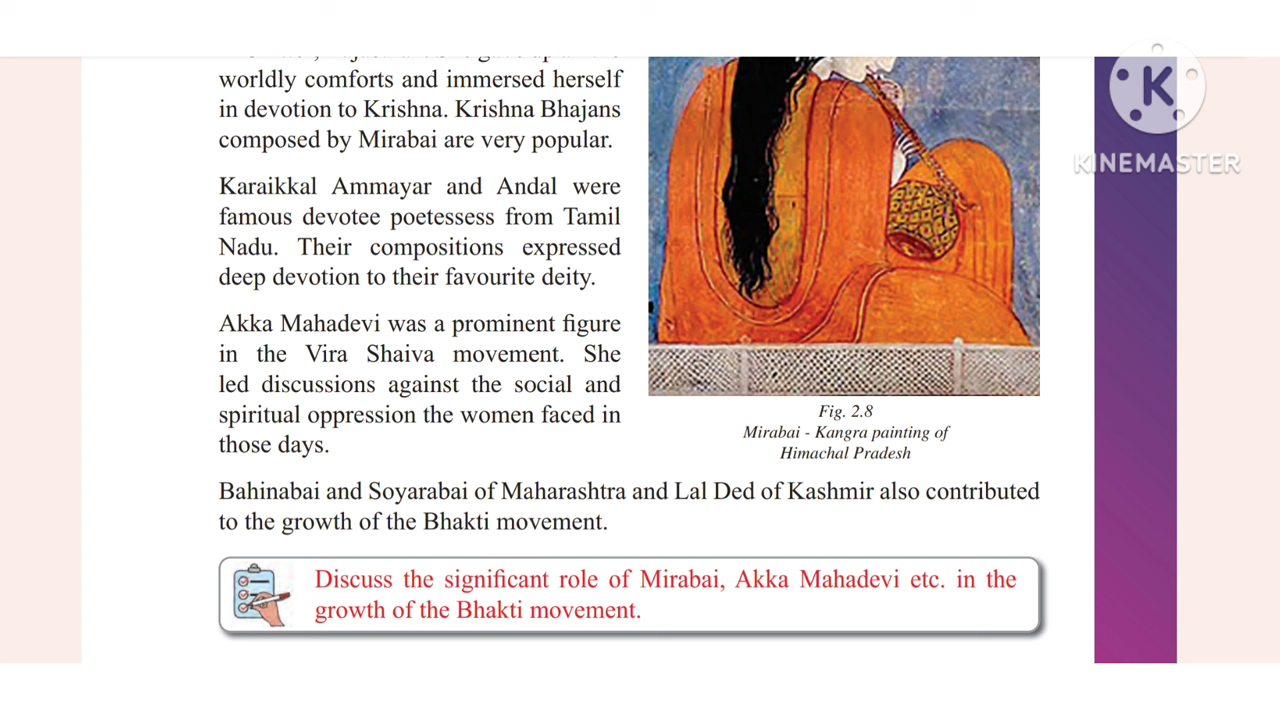 worldly comforts and immersed herself
in devotion to Krishna. Krishna Bhajans
composed by Mirabai are very popular.
Karaikkal Ammayar and Andal were
famous devotee poetessess from Tamil
Nadu. Their compositions expressed
deep devotion to their favourite deity.
Akka Mahadevi was a prominent figure
in the Vira Shaiva movement. She
led discussions against the social and
spiritual oppression the women faced in
those days.
Fig. 2.8
Mirabai - Kangra painting of
Himachal Pradesh
Bahinabai and Soyarabai of Maharashtra and Lal Ded of Kashmir also contributed
to the growth of the Bhakti movement.
Discuss the significant role of Mirabai, Akka Mahadevi etc. in the
growth of the Bhakti movement.
K
KINEMASTER